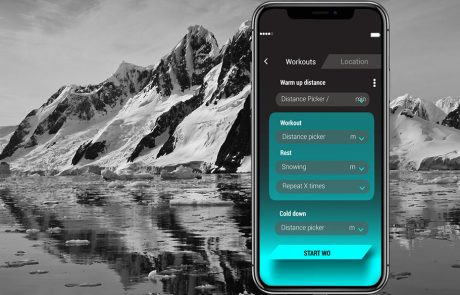 Workouts Location
Warm up distance
Distance Picker /
Workout
Distance picker m
Rest
Snowing m
Repeat X times
Cold down
Distance picker m
START WO